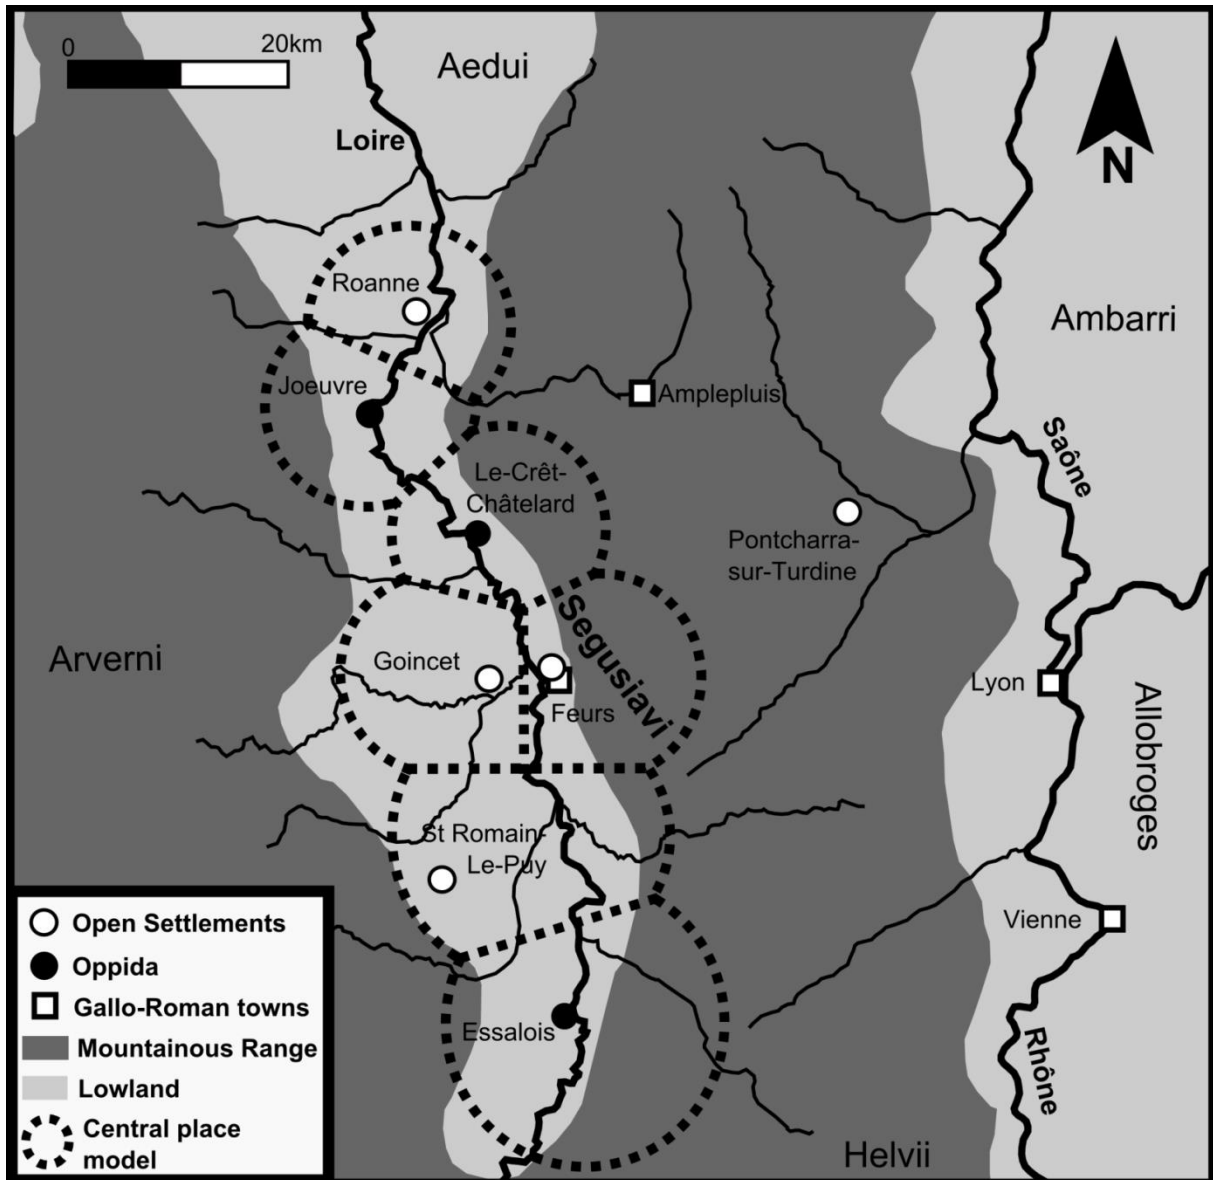 0
20km
Aedui
Loire
N
Roanne
Ambarri
Joeuvre
Amplepluis
Saône
Le-Crêt-
Châtelard
Pontcharra-
sur-Turdine
Segusiavi
Arverni
Goincet
Feurs
Lyon
Allobroges
St Romain-
Le-Puy
Vienne
Essalois
Rhône
Helvii
Open Settlements
Oppida
Gallo-Roman towns
Mountainous Range
Lowland
Central place
model